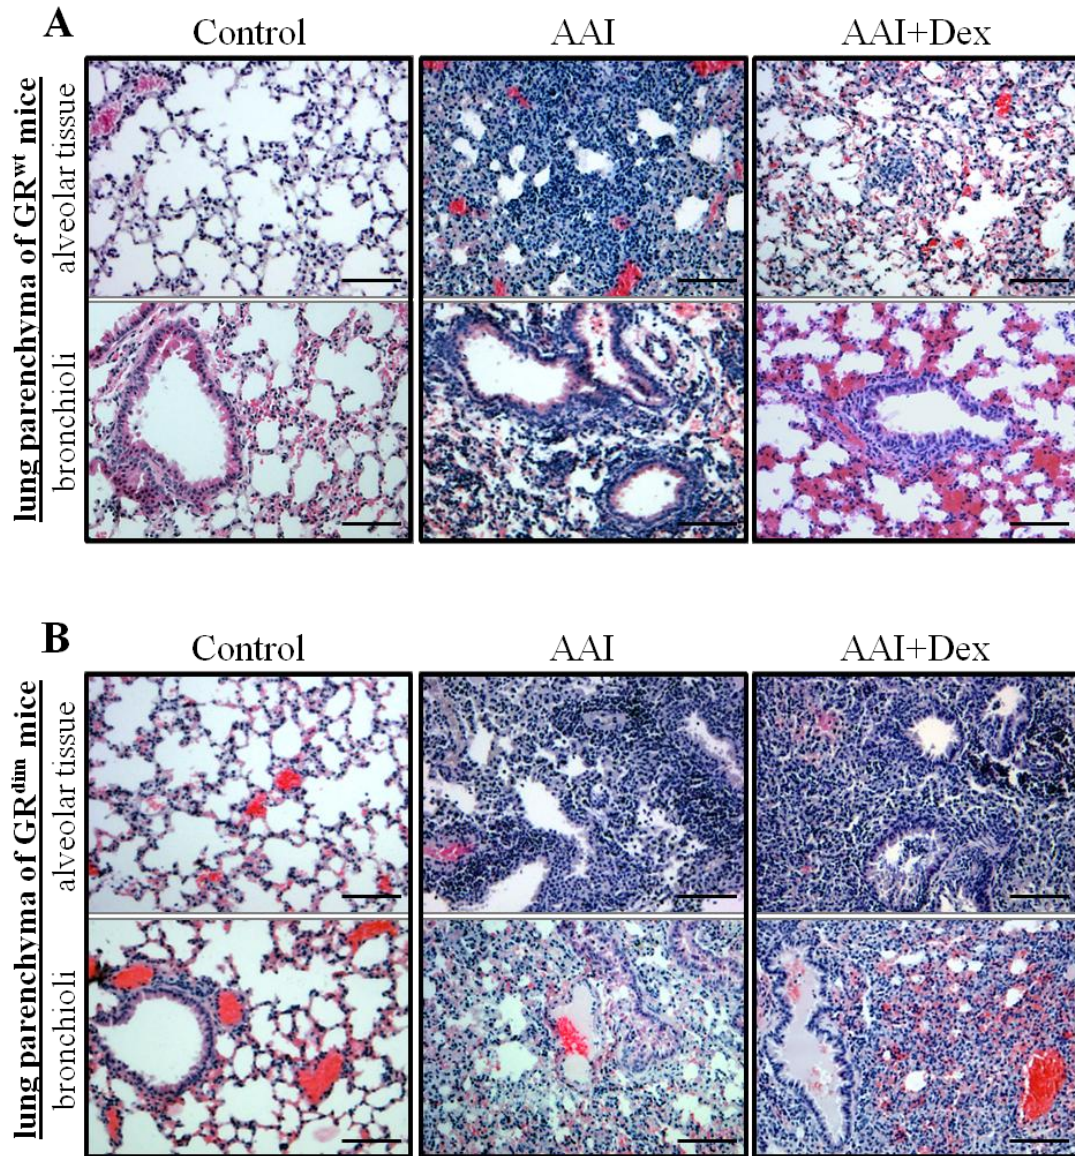 A
Control
AAI
AAI+Dex
lung parenchyma of GRʷᵗ mice
alveolar tissue
bronchioli
B
Control
AAI
AAI+Dex
lung parenchyma of GRᵈⁱᵐ mice
alveolar tissue
bronchioli